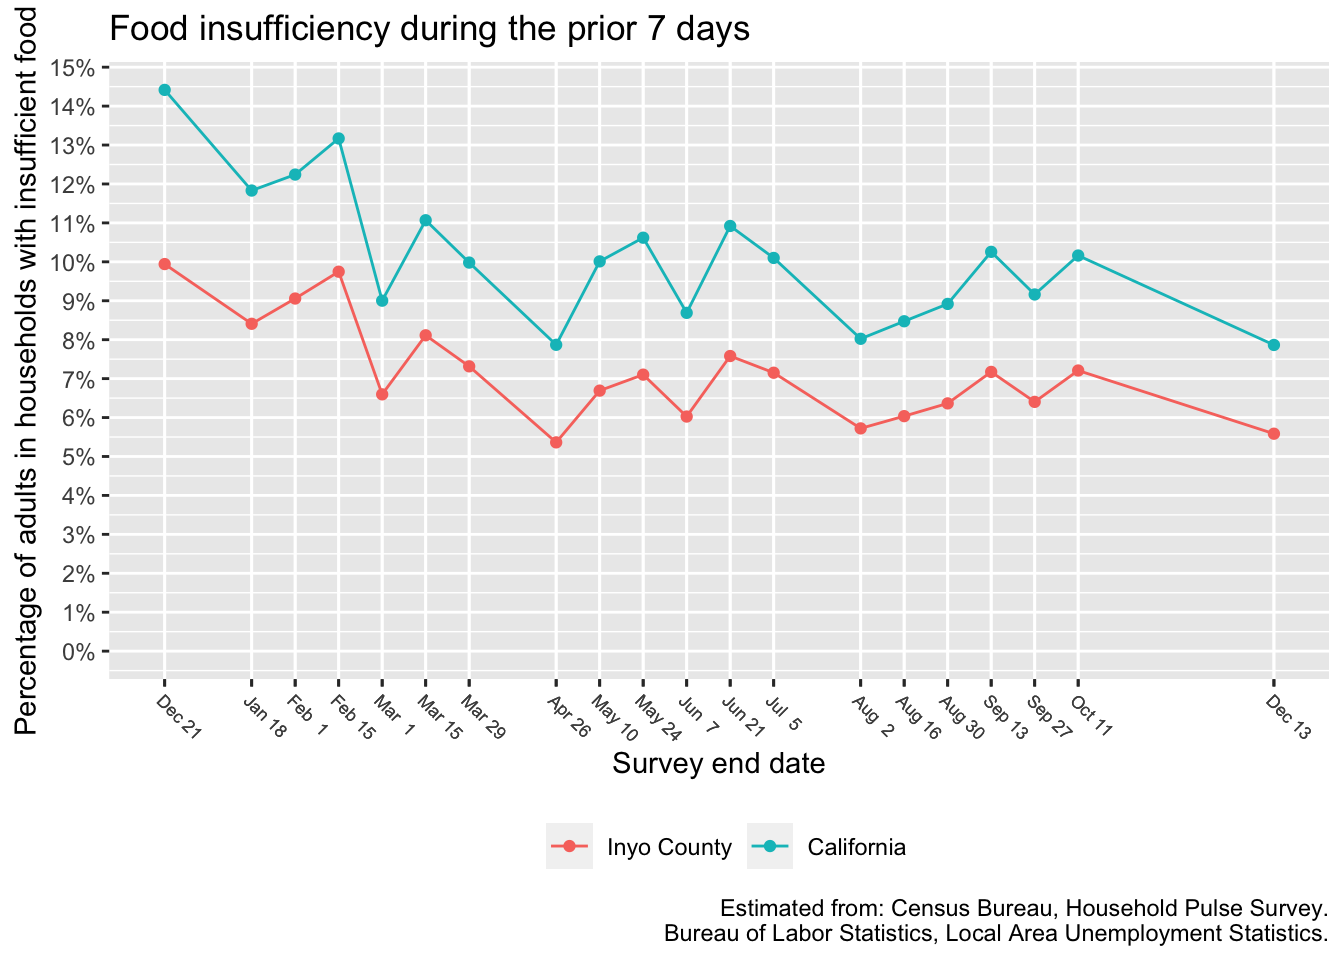 Food insufficiency during the prior 7 days
Percentage of adults in households with insufficient food
15%
14%
13%
12%
11%
10%
9%
8%
7%
6%
5%
4%
3%
2%
1%
0%
Dec 21
Jan 18
Feb 1
Feb 15
Mar 1
Mar 15
Mar 29
Apr 26
May 10
May 24
Jun 7
Jun 21
Jul 5
Aug 2
Aug 16
Aug 30
Sep 13
Sep 27
Oct 11
Dec 13
Survey end date
Inyo County
California
Estimated from: Census Bureau, Household Pulse Survey.
Bureau of Labor Statistics, Local Area Unemployment Statistics.